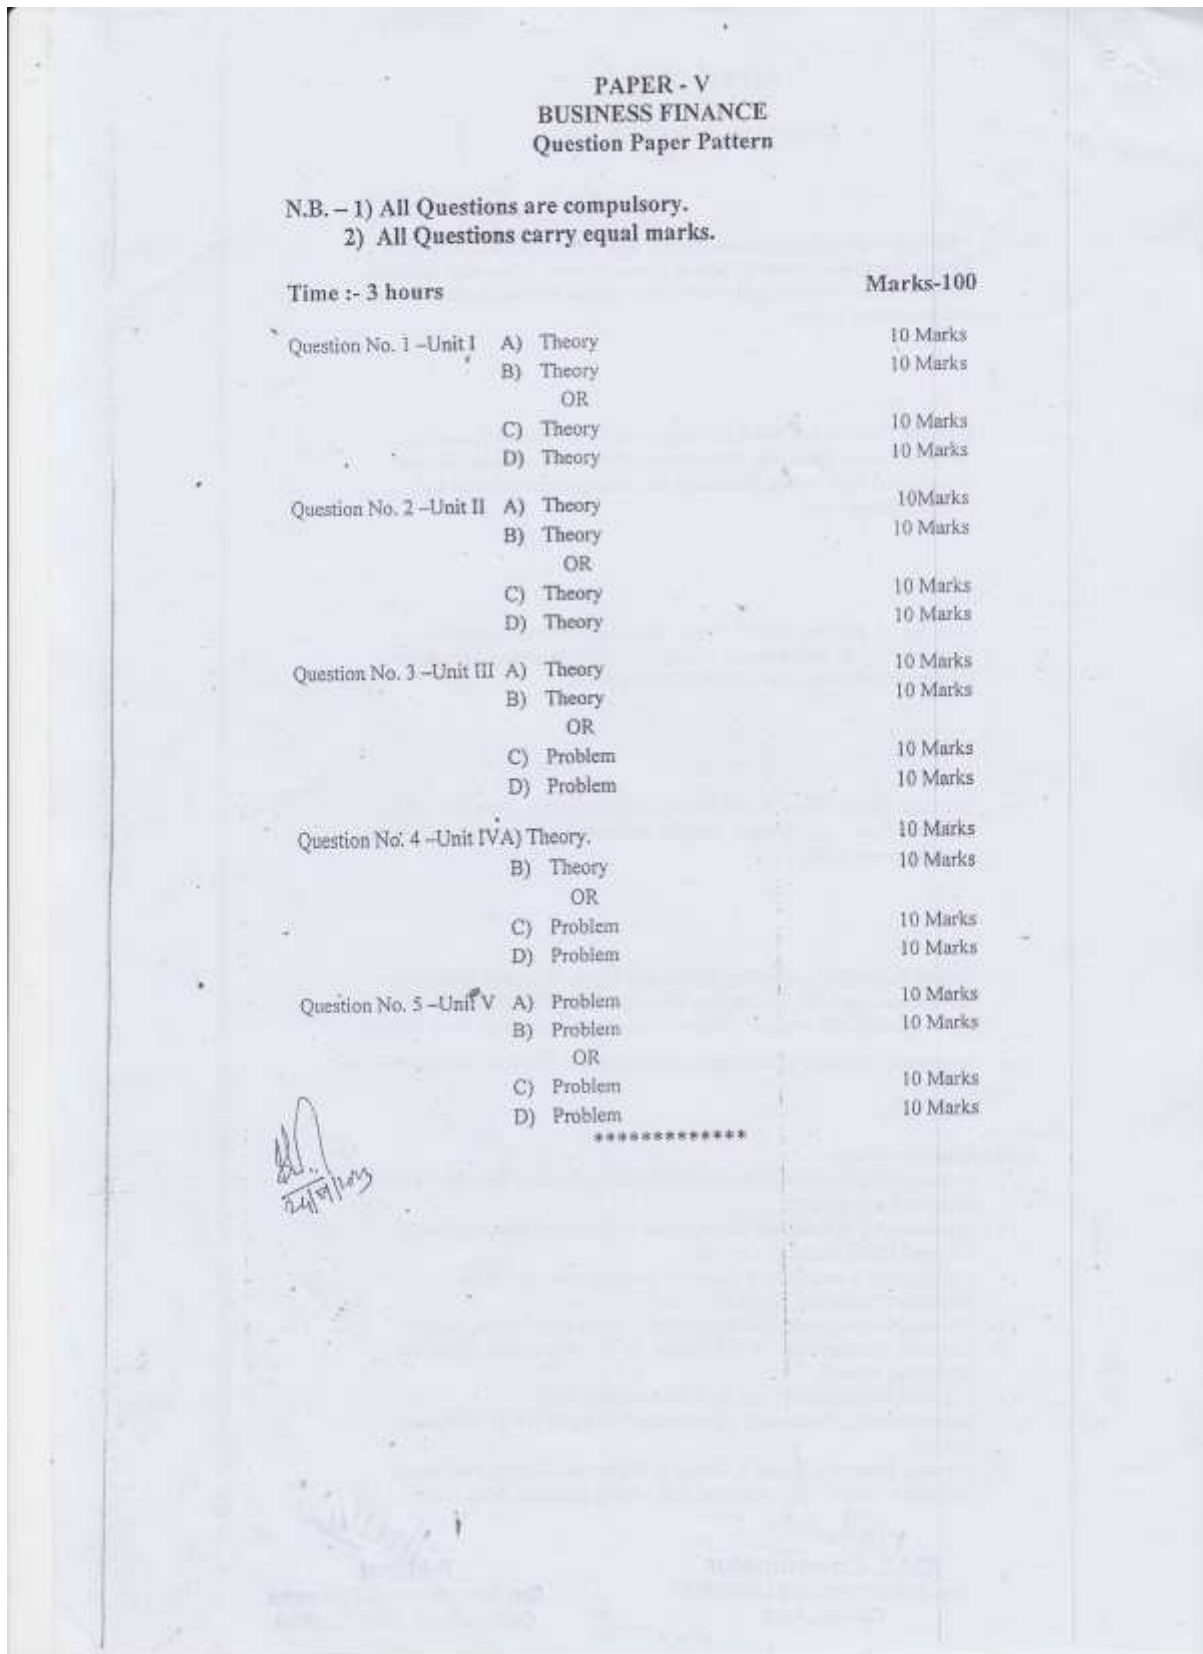 PAPER - V
BUSINESS FINANCE
Question Paper Pattern
N.B. – 1) All Questions are compulsory.
2) All Questions carry equal marks.
Time :- 3 hours Marks-100
Question No. 1 –Unit I A) Theory 10 Marks
B) Theory 10 Marks
OR
C) Theory 10 Marks
D) Theory 10 Marks
Question No. 2 –Unit II A) Theory 10Marks
B) Theory 10 Marks
OR
C) Theory 10 Marks
D) Theory 10 Marks
Question No. 3 –Unit III A) Theory 10 Marks
B) Theory 10 Marks
OR
C) Problem 10 Marks
D) Problem 10 Marks
Question No. 4 –Unit IV A) Theory. 10 Marks
B) Theory 10 Marks
OR
C) Problem 10 Marks
D) Problem 10 Marks
Question No. 5 –Unit V A) Problem 10 Marks
B) Problem 10 Marks
OR
C) Problem 10 Marks
D) Problem 10 Marks
*************